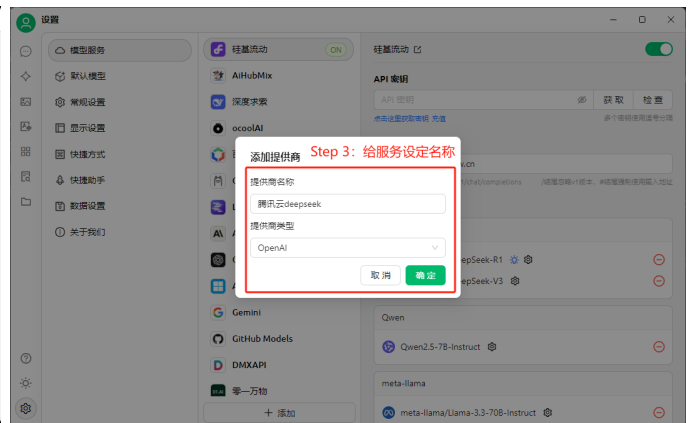 设置
模型服务
默认模型
常规设置
显示设置
快捷方式
快捷助手
数据设置
关于我们
硅基流动 ON
AiHubMix
深度求索
ocoolAI
Gemini
GitHub Models
DMXAPI
零一万物
+ 添加
硅基流动
API 密钥
API 密钥 获取 检查
点击这里获取密钥 充值 多个密钥使用逗号分隔
Step 3：给服务设定名称
添加提供商
提供商名称
腾讯云deepseek
提供商类型
OpenAI
取消 确定
v.cn
/chat/completions /结尾忽略v1版本，#结尾强制使用输入地址
epSeek-R1
epSeek-V3
Qwen
Qwen2.5-7B-Instruct
meta-llama
meta-llama/Llama-3.3-70B-Instruct